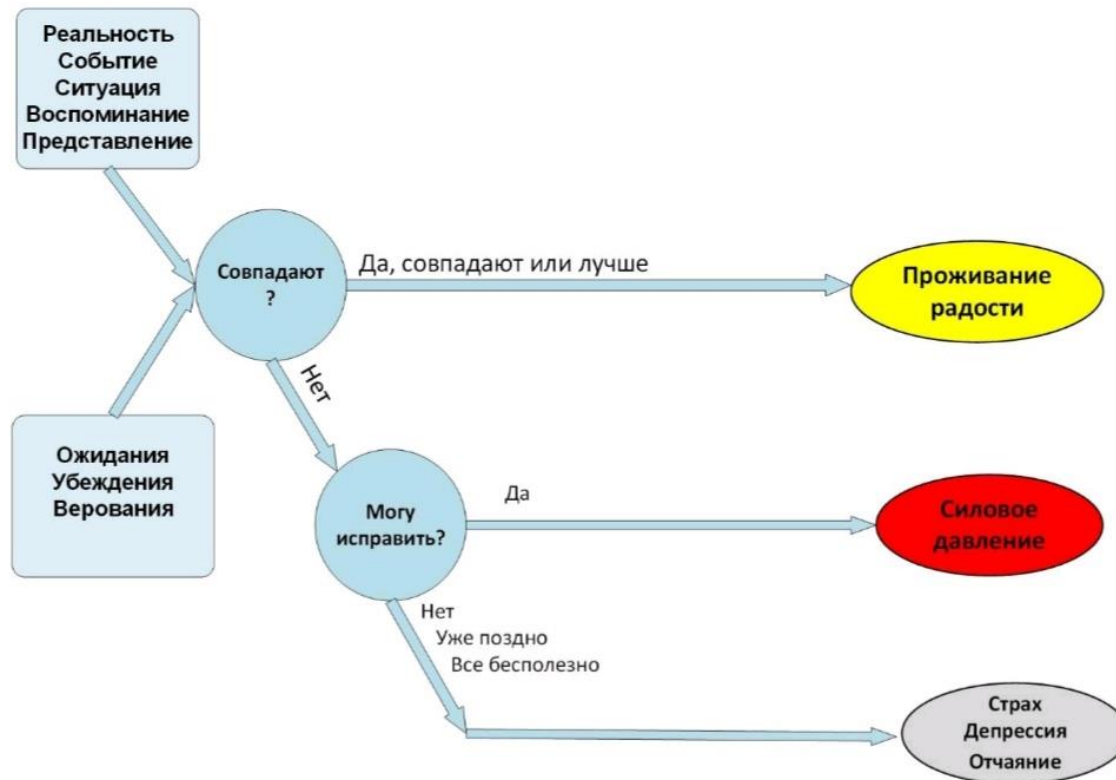 Реальность
Событие
Ситуация
Воспоминание
Представление
Совпадают
?
Да, совпадают или лучше
Проживание
радости
Нет
Ожидания
Убеждения
Верования
Могу
исправить?
Да
Силовое
давление
Нет
Уже поздно
Все бесполезно
Страх
Депрессия
Отчаяние